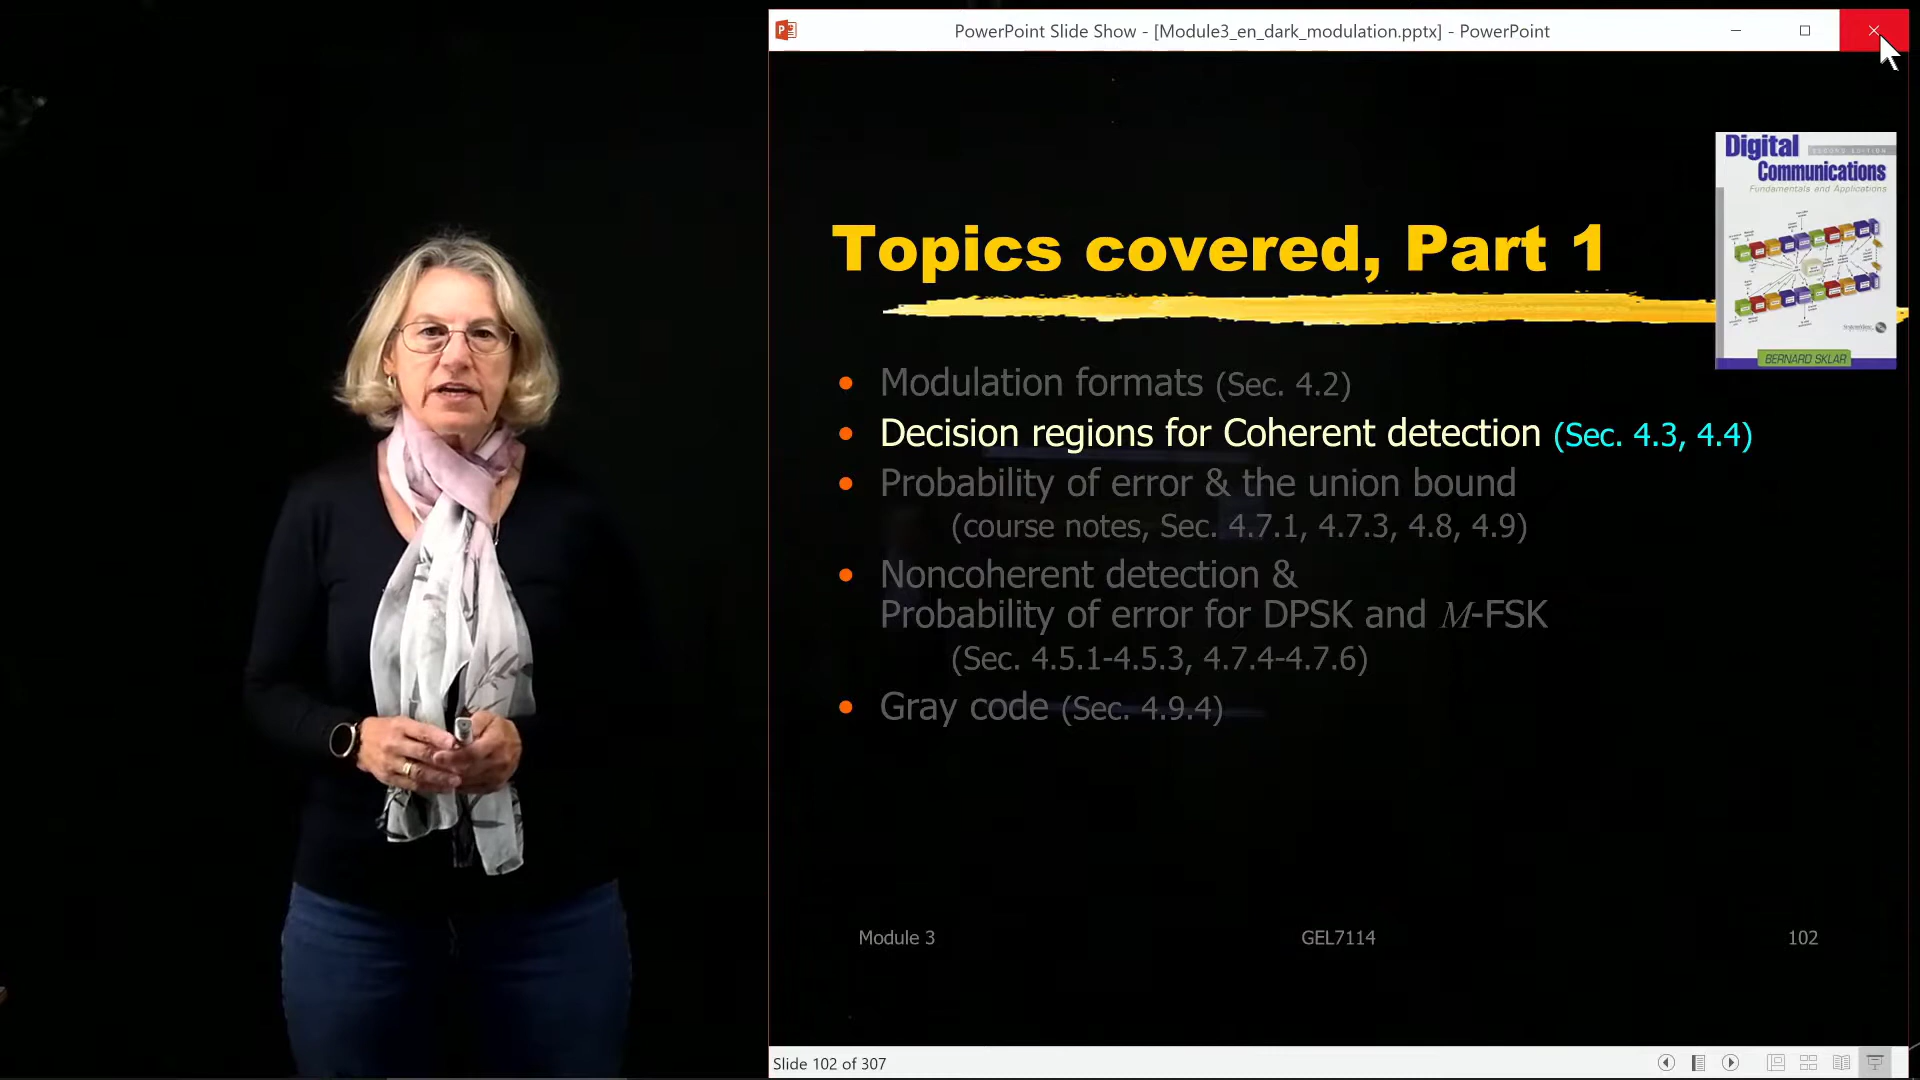 PowerPoint Slide Show - [Module3_en_dark_modulation.pptx] - PowerPoint
Digital
SECOND EDITION
Communications
Fundamentals and Applications
BERNARD SKLAR
Topics covered, Part 1
• Modulation formats (Sec. 4.2)
• Decision regions for Coherent detection (Sec. 4.3, 4.4)
• Probability of error & the union bound
(course notes, Sec. 4.7.1, 4.7.3, 4.8, 4.9)
• Noncoherent detection &
Probability of error for DPSK and M-FSK
(Sec. 4.5.1-4.5.3, 4.7.4-4.7.6)
• Gray code (Sec. 4.9.4)
Module 3
GEL7114
102
Slide 102 of 307